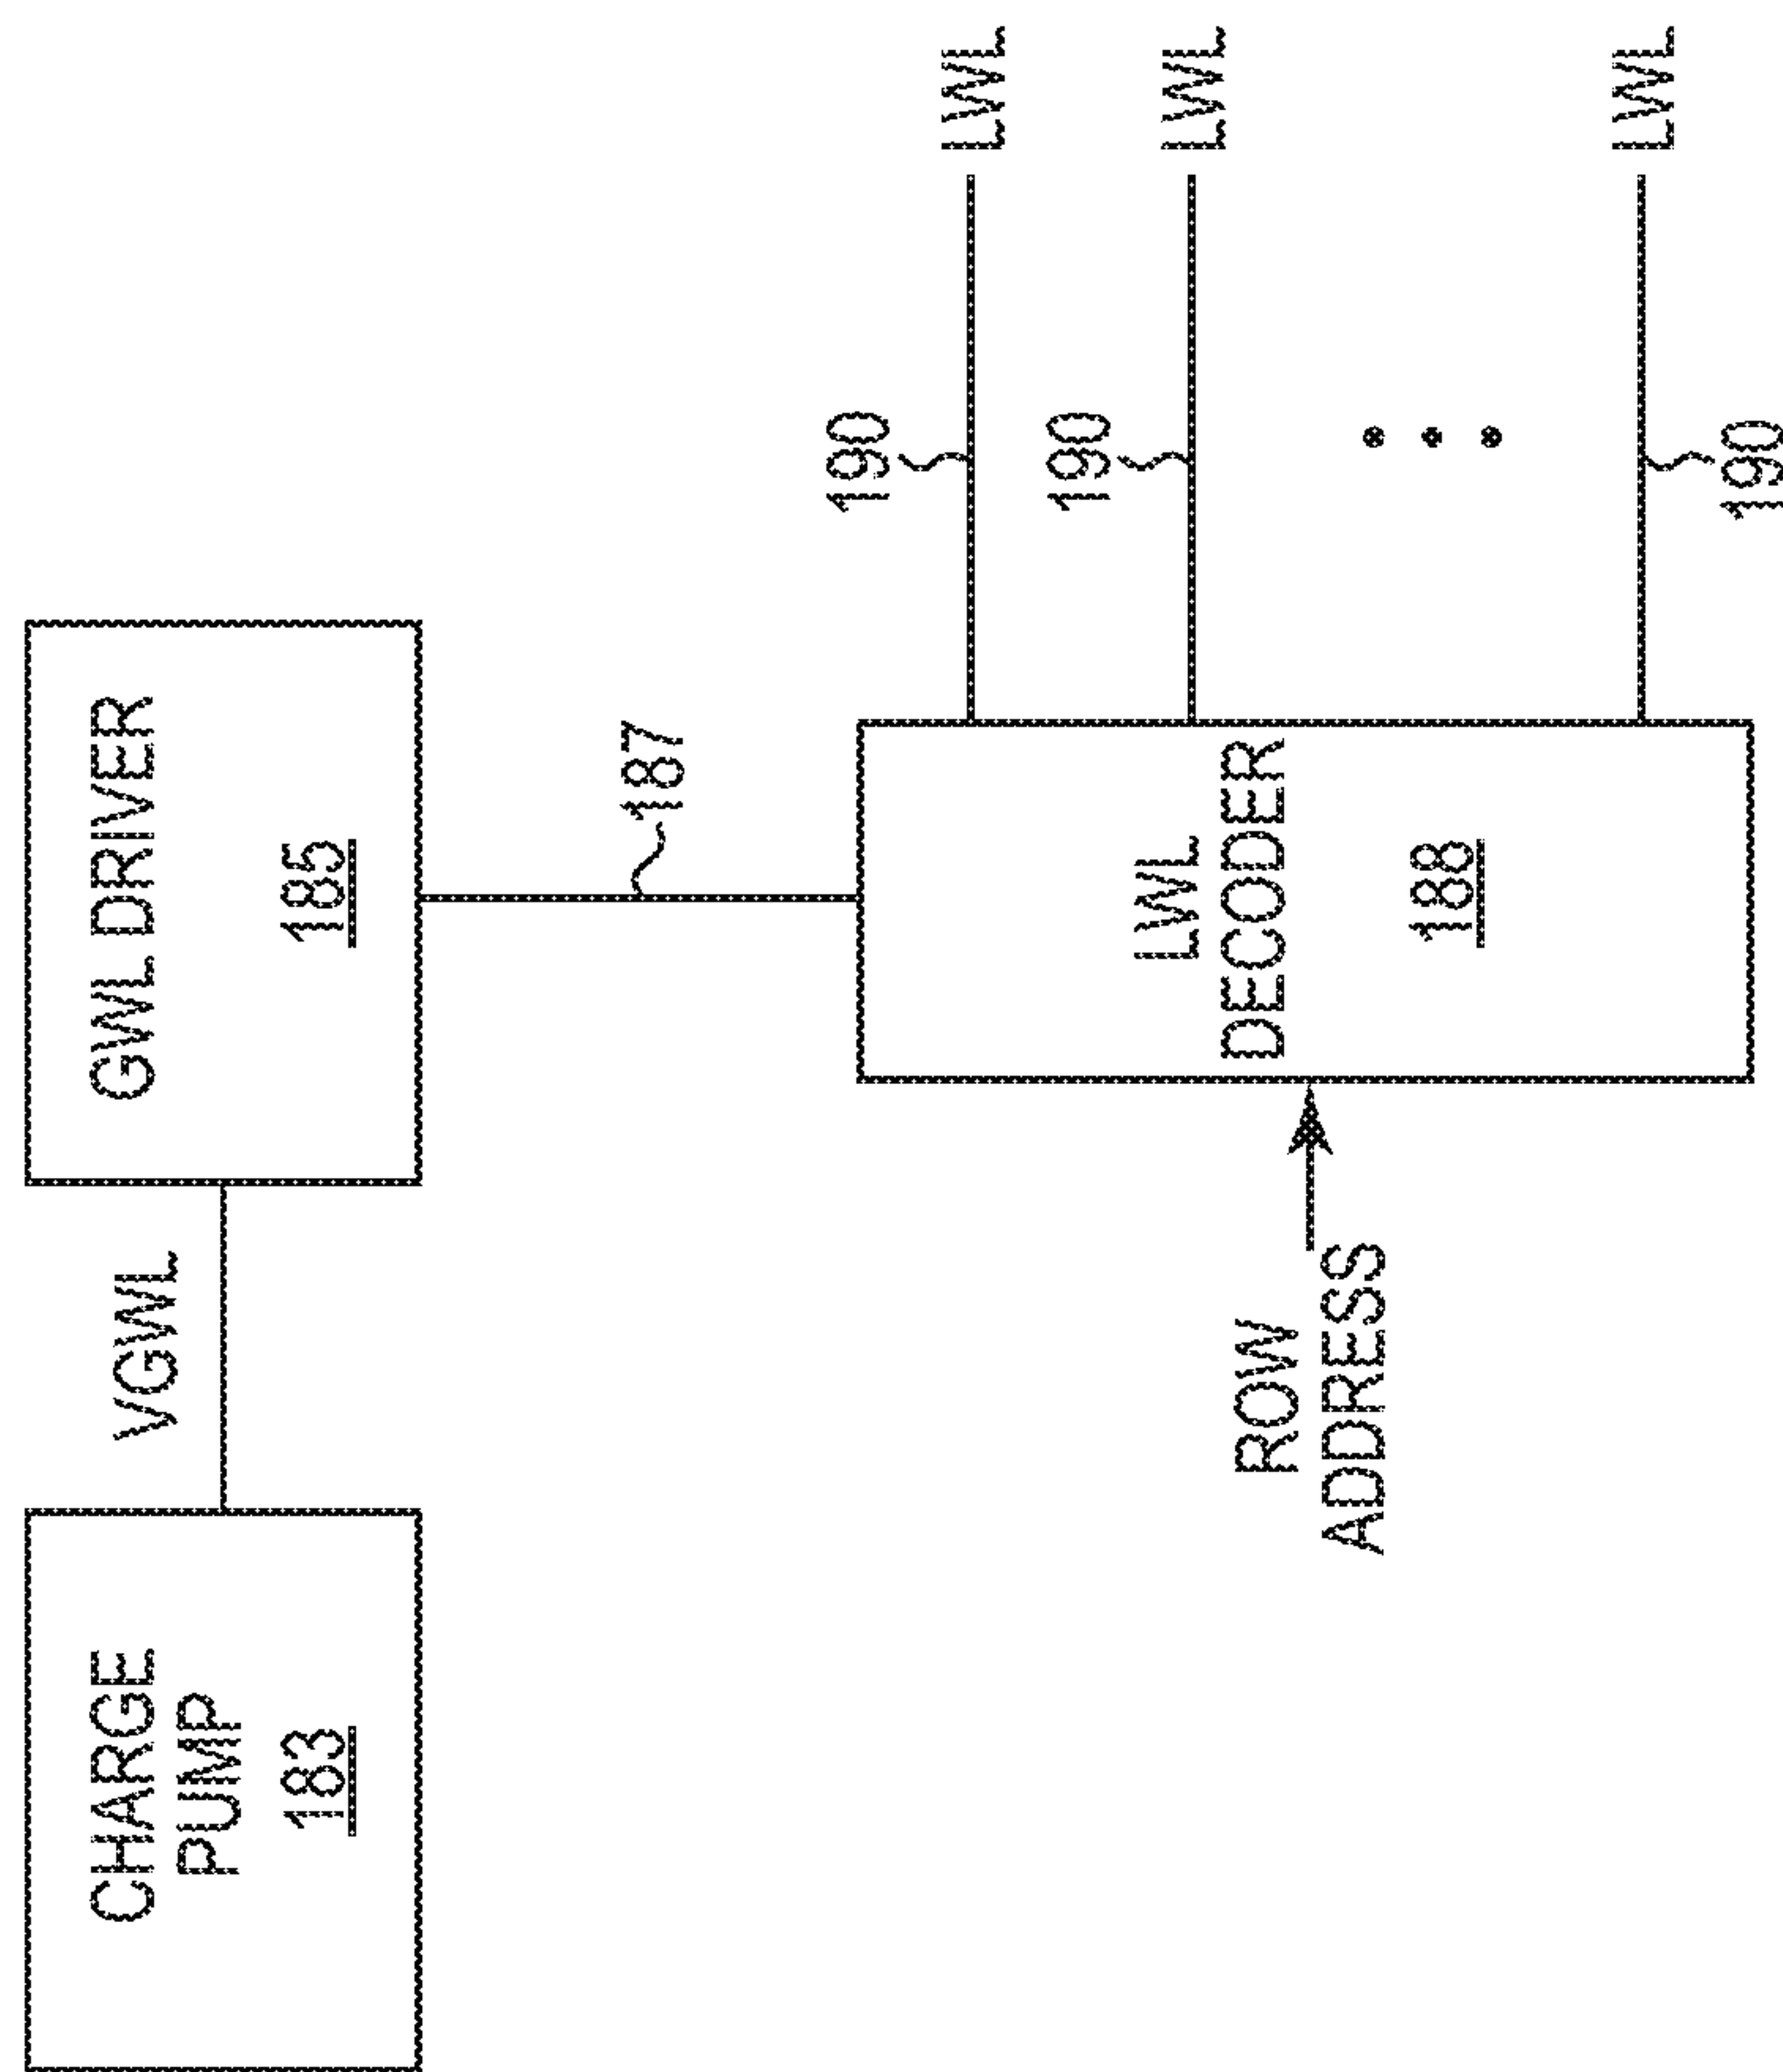 CHARGE
PUMP
183
VGWL
GWL DRIVER
185
187
ROW
ADDRESS
LWL
DECODER
188
190
LWL
190
LWL
190
LWL